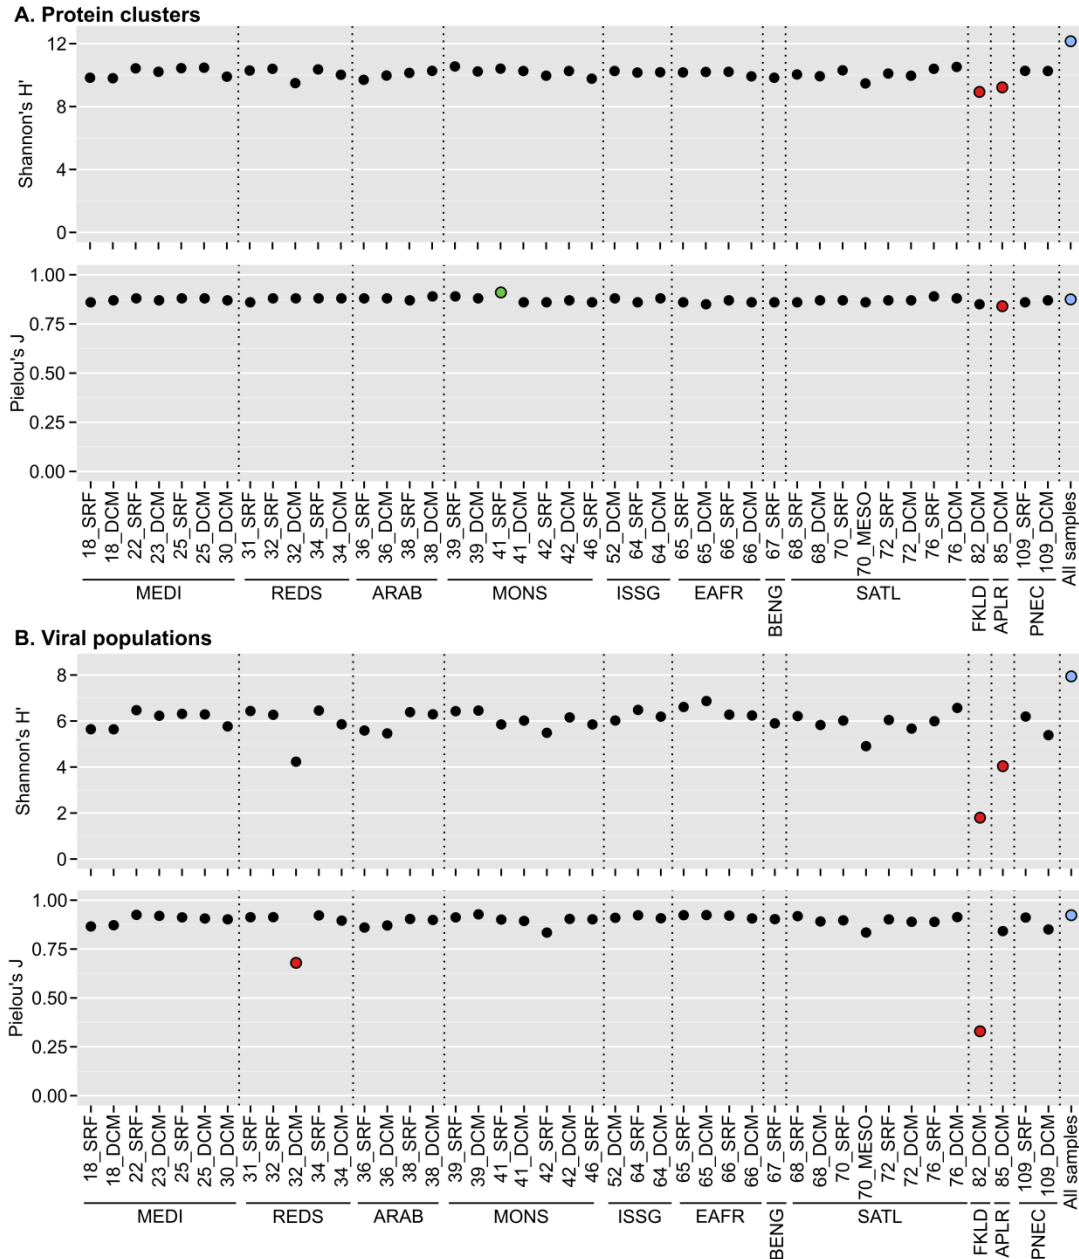 A. Protein clusters
Shannon's H'
12
8
4
0
Pielou's J
1.00
0.75
0.50
0.25
0.00
18_SRF 18_DCM 22_SRF 23_DCM 25_SRF 25_DCM 30_DCM 31_SRF 32_SRF 32_DCM 34_SRF 34_DCM 36_SRF 36_DCM 38_SRF 38_DCM 39_SRF 39_DCM 41_SRF 41_DCM 42_SRF 42_DCM 46_SRF 52_DCM 64_SRF 64_DCM 65_SRF 65_DCM 66_SRF 66_DCM 67_SRF 68_SRF 68_DCM 70_SRF 70_MESO 72_SRF 72_DCM 76_SRF 76_DCM 82_DCM 85_DCM 109_SRF 109_DCM All samples
MEDI REDS ARAB MONS ISSG EAFR BENG SATL FKLD APLR PNEC
B. Viral populations
Shannon's H'
8
6
4
2
0
Pielou's J
1.00
0.75
0.50
0.25
0.00
18_SRF 18_DCM 22_SRF 23_DCM 25_SRF 25_DCM 30_DCM 31_SRF 32_SRF 32_DCM 34_SRF 34_DCM 36_SRF 36_DCM 38_SRF 38_DCM 39_SRF 39_DCM 41_SRF 41_DCM 42_SRF 42_DCM 46_SRF 52_DCM 64_SRF 64_DCM 65_SRF 65_DCM 66_SRF 66_DCM 67_SRF 68_SRF 68_DCM 70_SRF 70_MESO 72_SRF 72_DCM 76_SRF 76_DCM 82_DCM 85_DCM 109_SRF 109_DCM All samples
MEDI REDS ARAB MONS ISSG EAFR BENG SATL FKLD APLR PNEC